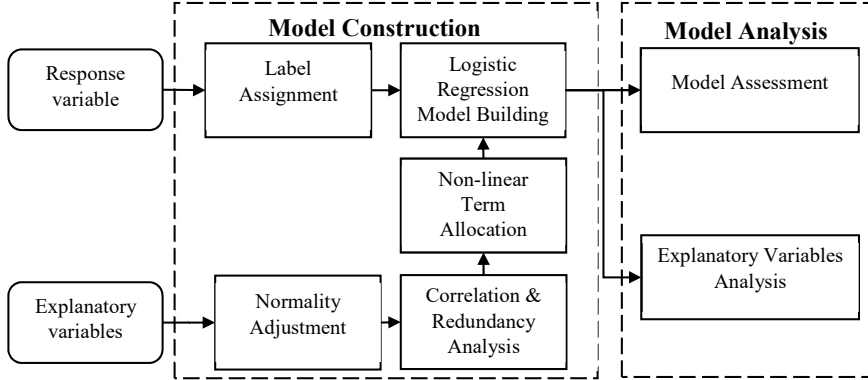 Model Construction
Model Analysis
Response
variable
Label
Assignment
Logistic
Regression
Model Building
Model Assessment
Non-linear
Term
Allocation
Explanatory Variables
Analysis
Explanatory
variables
Normality
Adjustment
Correlation &
Redundancy
Analysis